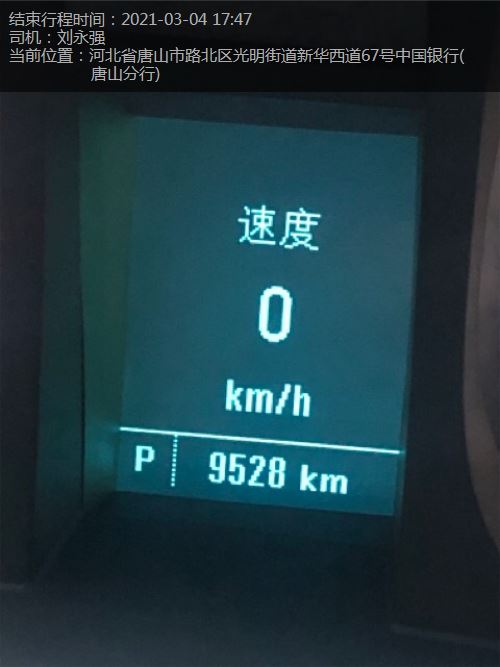 结束行程时间：2021-03-04 17:47
司机：刘永强
当前位置：河北省唐山市路北区光明街道新华西道67号中国银行(
唐山分行)
速度
0
km/h
P 9528 km